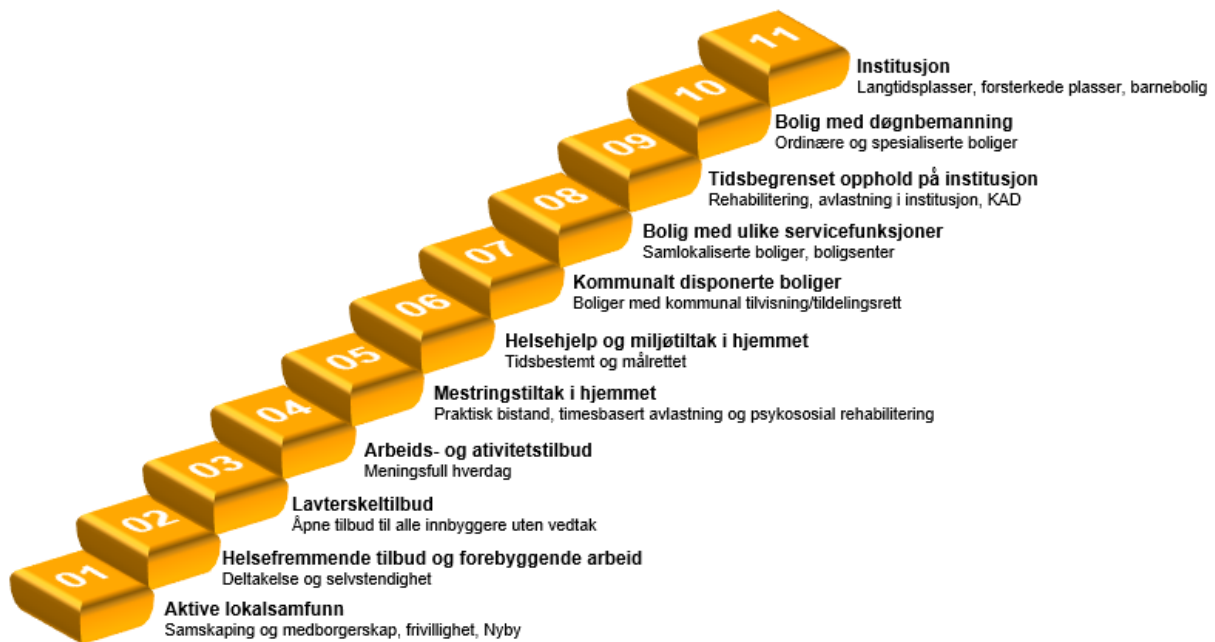 11
Institusjon
Langtidsplasser, forsterkede plasser, barnebolig
10
Bolig med døgnbemanning
Ordinære og spesialiserte boliger
09
Tidsbegrenset opphold på institusjon
Rehabilitering, avlastning i institusjon, KAD
08
Bolig med ulike servicefunksjoner
Samlokaliserte boliger, boligsenter
07
Kommunalt disponerte boliger
Boliger med kommunal tilvisning/tildelingsrett
06
Helsehjelp og miljøtiltak i hjemmet
Tidsbestemt og målrettet
05
Mestringstiltak i hjemmet
Praktisk bistand, timesbasert avlastning og psykososial rehabilitering
04
Arbeids- og ativitetstilbud
Meningsfull hverdag
03
Lavterskeltilbud
Åpne tilbud til alle innbyggere uten vedtak
02
Helsefremmende tilbud og forebyggende arbeid
Deltakelse og selvstendighet
01
Aktive lokalsamfunn
Samskaping og medborgerskap, frivillighet, Nyby